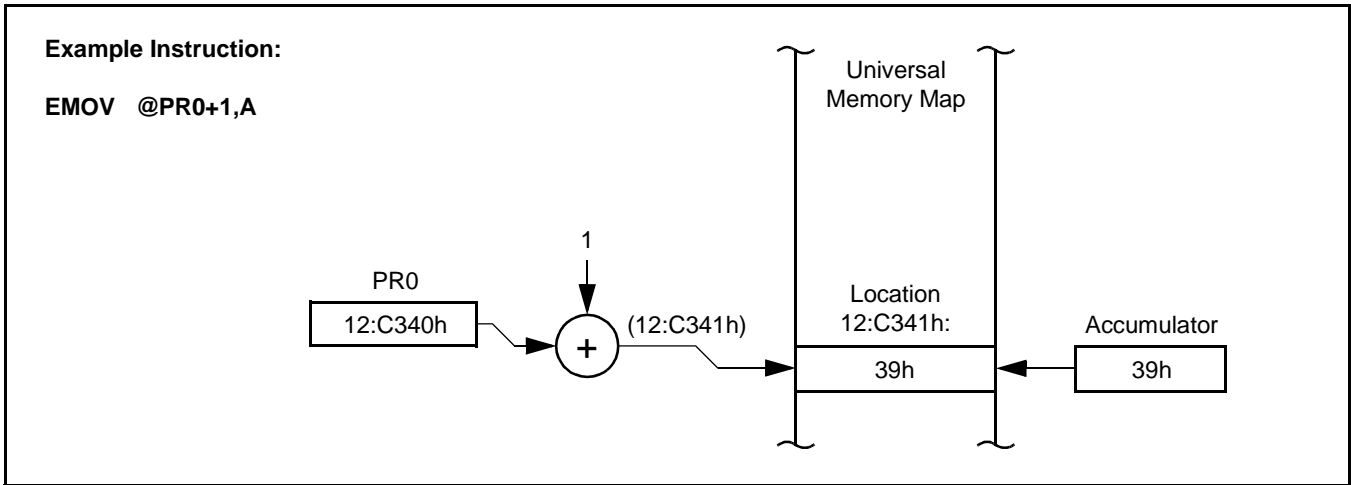 Example Instruction:
EMOV @PR0+1,A
Universal
Memory Map
1
PR0
12:C340h
+
(12:C341h)
Location
12:C341h:
39h
Accumulator
39h